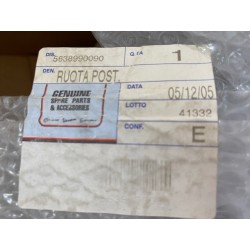 DIS. 5638990090 Q.TA 1
DEN. RUOTA POST.
DATA 05/12/05
GENUINE
SPARE PARTS
& ACCESSORIES
LOTTO 41332
CONF. E